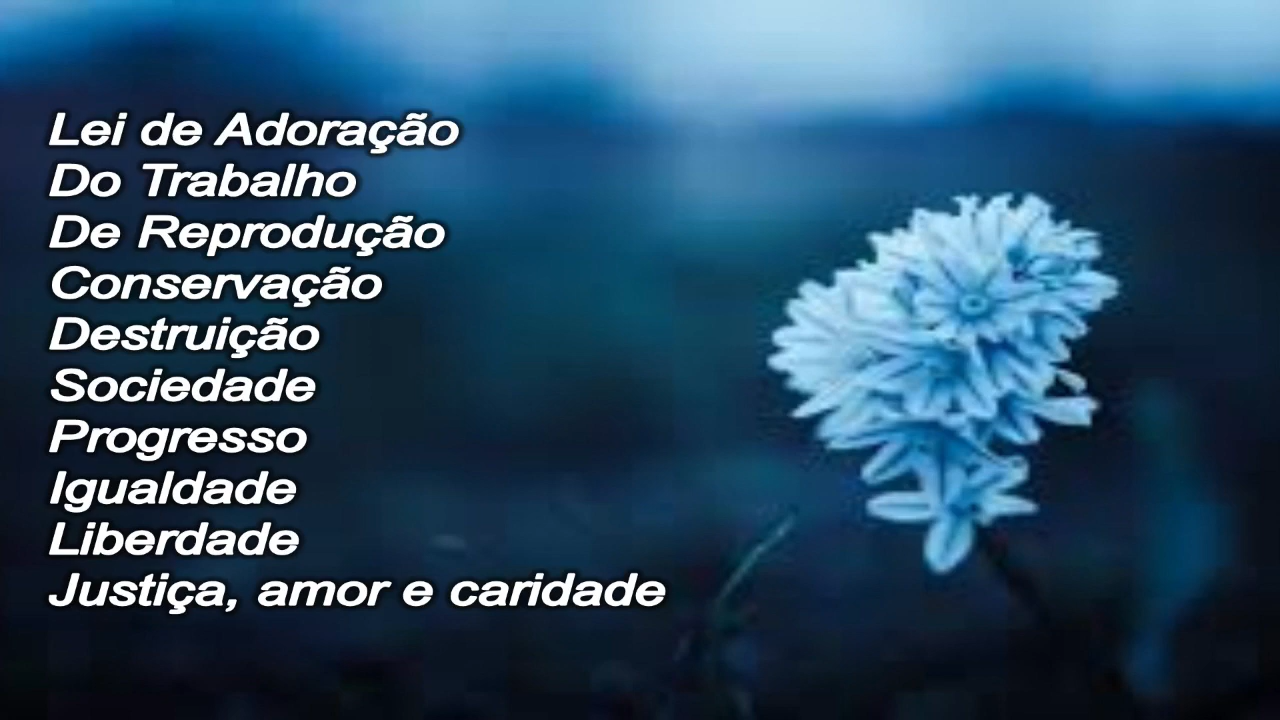 Lei de Adoração
Do Trabalho
De Reprodução
Conservação
Destruição
Sociedade
Progresso
Igualdade
Liberdade
Justiça, amor e caridade